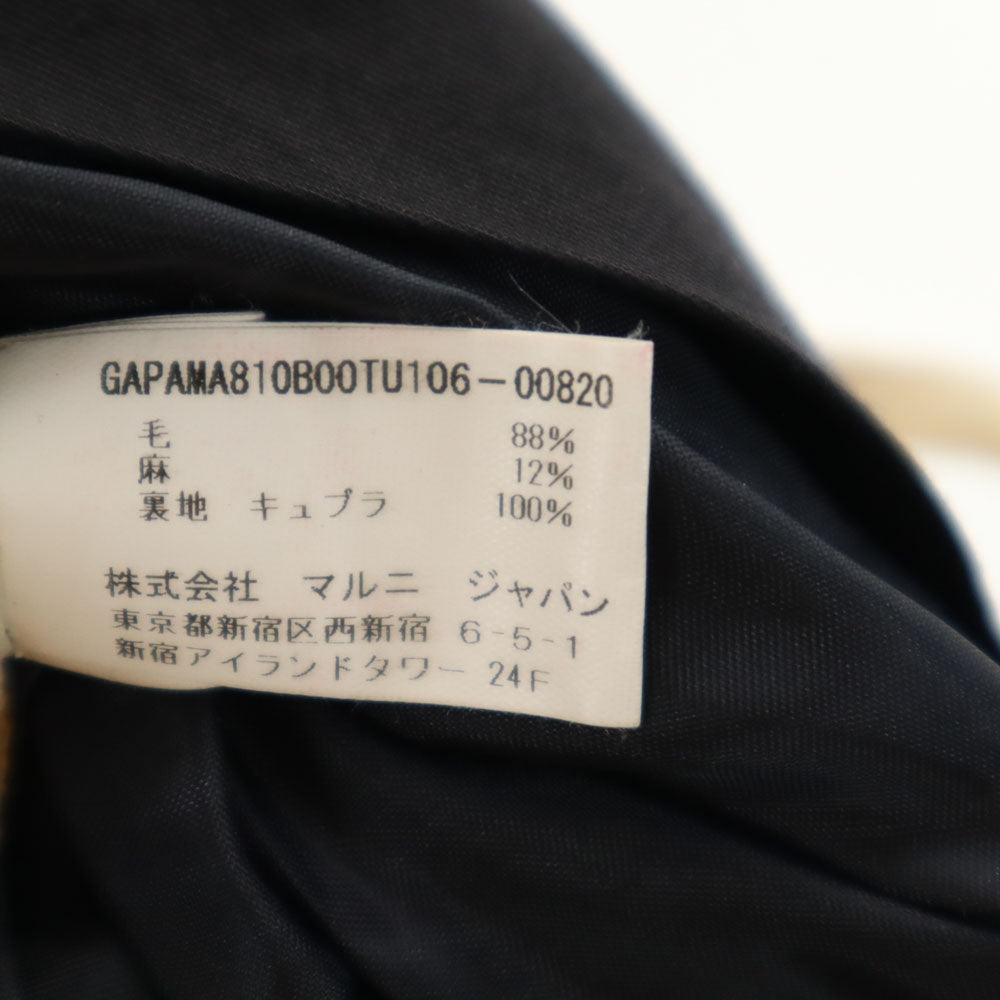 GAPAMA810B00TU106-00820
毛 88%
麻 12%
裏地 キュプラ 100%
株式会社 マルニ ジャパン
東京都新宿区西新宿 6-5-1
新宿アイランドタワー 24F